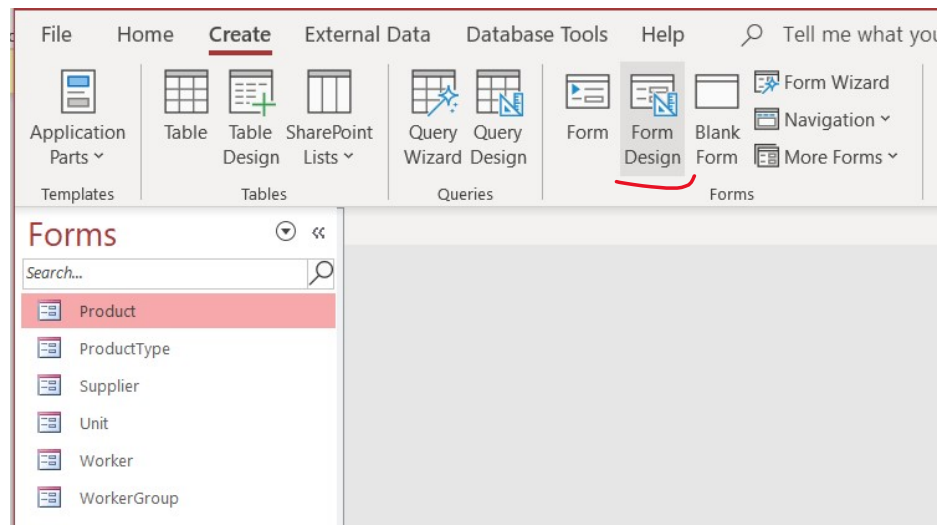 File Home Create External Data Database Tools Help Tell me what you
Application Parts
Table
Table Design
SharePoint Lists
Query Wizard
Query Design
Form
Form Design
Blank Form
Form Wizard
Navigation
More Forms
Templates Tables Queries Forms
Forms
Search...
Product
ProductType
Supplier
Unit
Worker
WorkerGroup